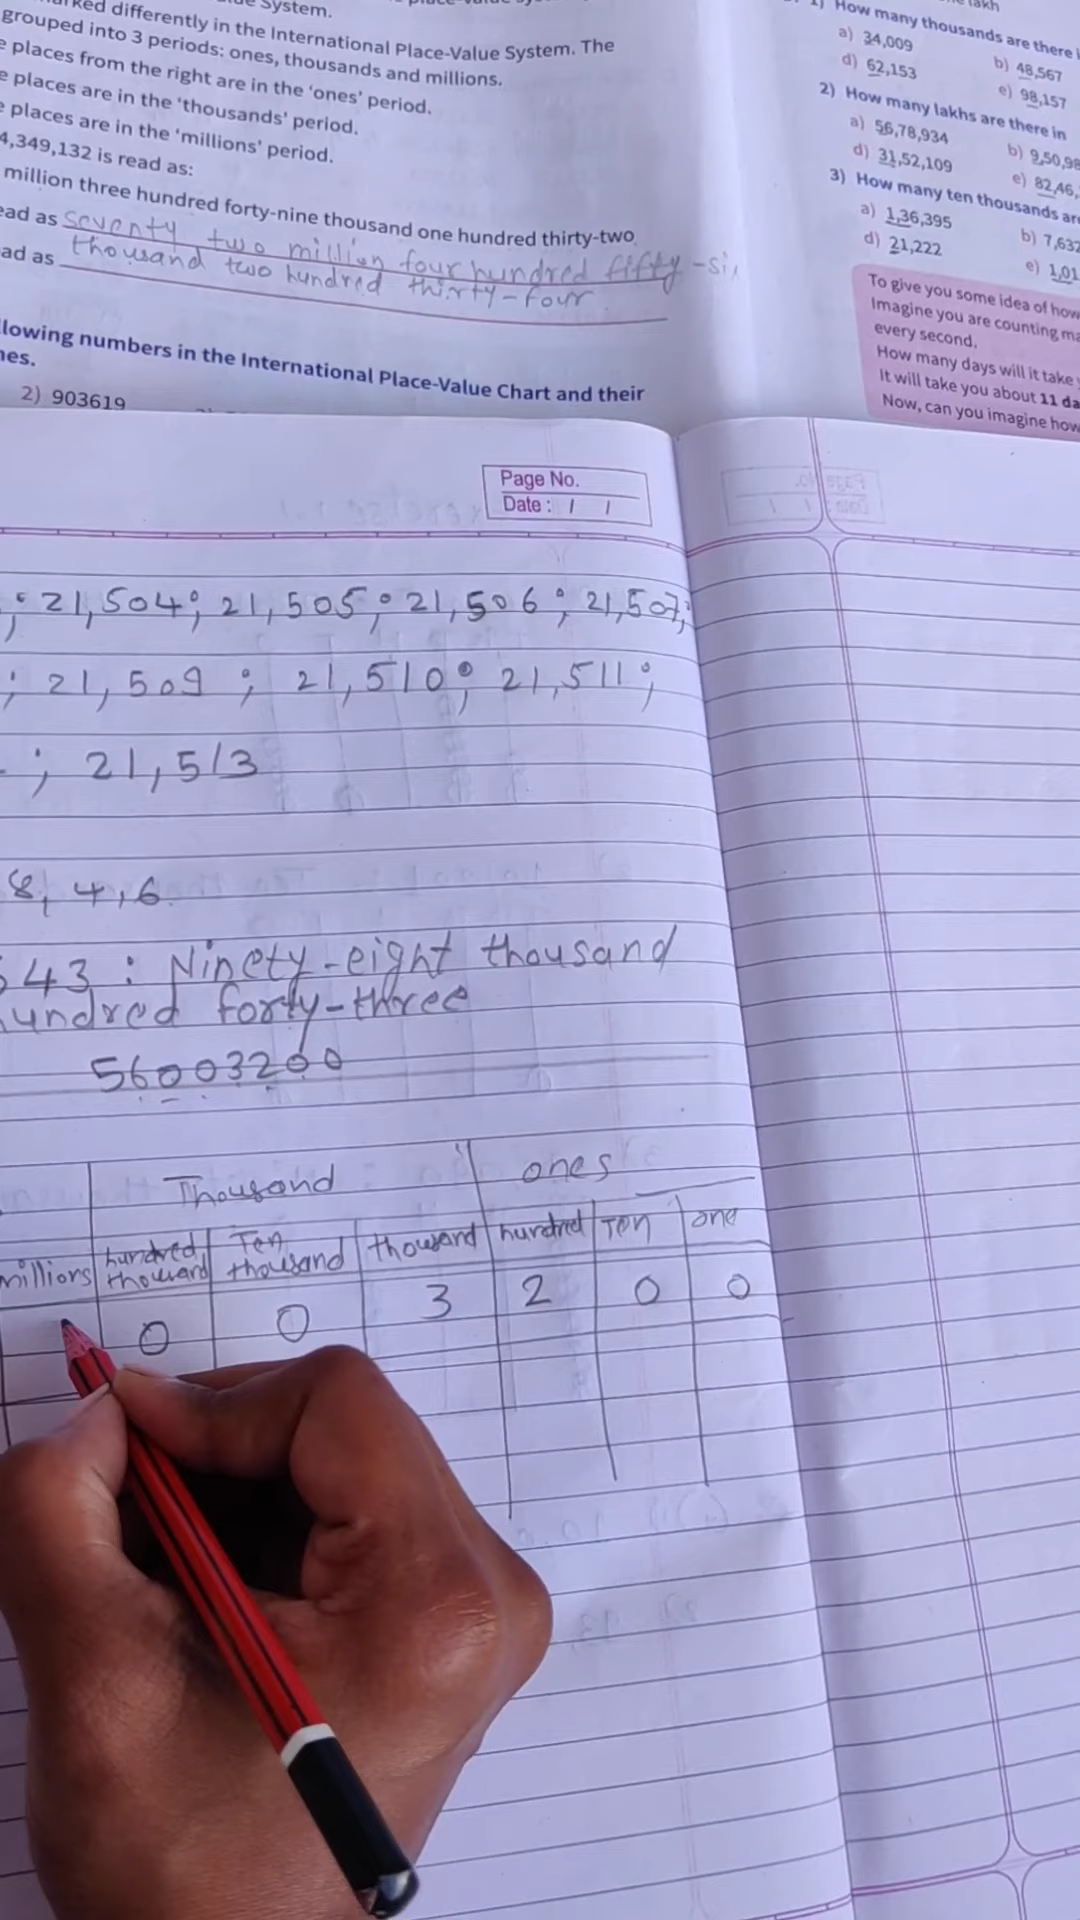 ked differently in the International Place-Value System. The
grouped into 3 periods: ones, thousands and millions.
places from the right are in the 'ones' period.
places are in the 'thousands' period.
places are in the 'millions' period.
4,349,132 is read as:
million three hundred forty-nine thousand one hundred thirty-two
ead as seventy two million four hundred fifty-six
thousand two hundred thirty-four
ad as
llowing numbers in the International Place-Value Chart and their
mes.
2) 903619
lakh
1) How many thousands are there
a) 34,009
b) 48,567
d) 62,153
e) 98,157
2) How many lakhs are there in
a) 56,78,934
b) 9,50,98
d) 31,52,109
e) 82,46,
3) How many ten thousands are
a) 1,36,395
b) 7,632
d) 21,222
e) 1,01
To give you some idea of how
Imagine you are counting ma
every second.
How many days will it take
It will take you about 11 da
Now, can you imagine how
Page No.
Date : / /
; 21,504; 21,505; 21,506; 21,507;
; 21,509 ; 21,510; 21,511;
; 21,513
8, 4, 6.
43 : Ninety-eight thousand
hundred forty-three
56003200
Thousand ones
millions hundred thousand Ten thousand thousand hundred Ten one
0 0 3 2 0 0